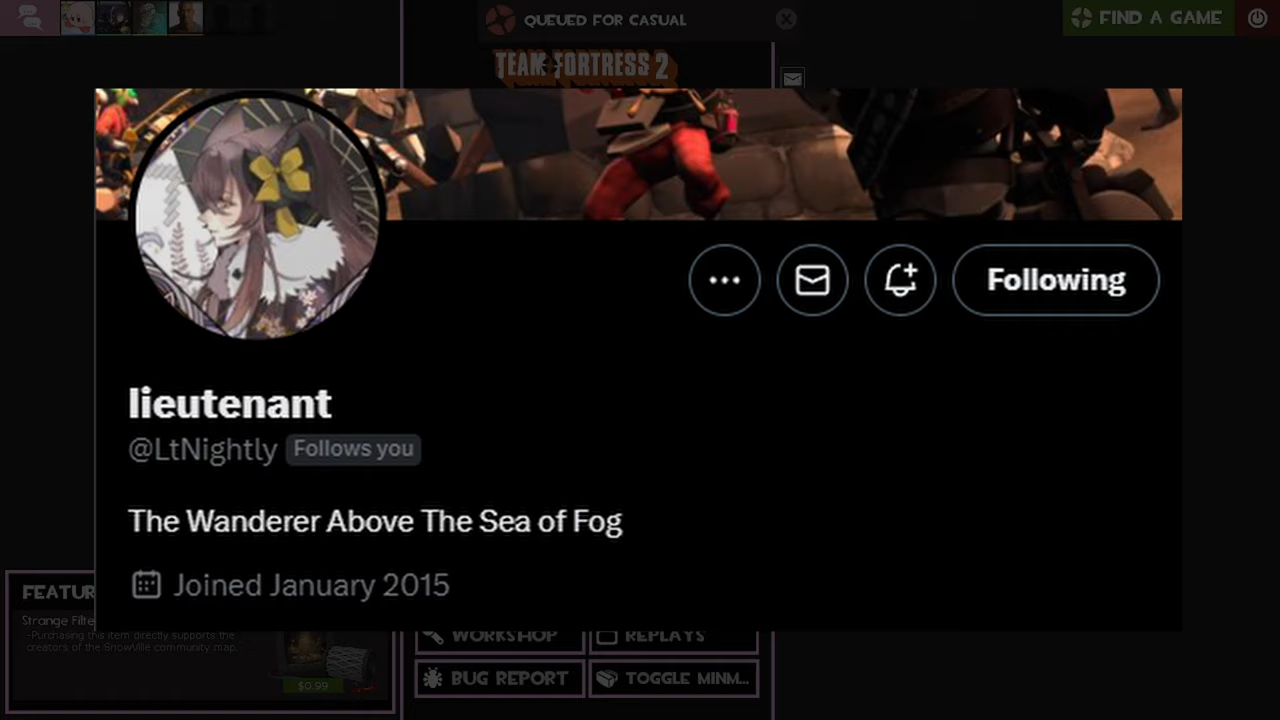 QUEUED FOR CASUAL
FIND A GAME
TEAM FORTRESS 2
Following
lieutenant
@LtNightly Follows you
The Wanderer Above The Sea of Fog
Joined January 2015
FEATUR
Strange Filte
-Purchasing this item directly supports the
creators of the SnowVille community map.
$0.99
WORKSHOP
REPLAYS
BUG REPORT
TOGGLE MINM...